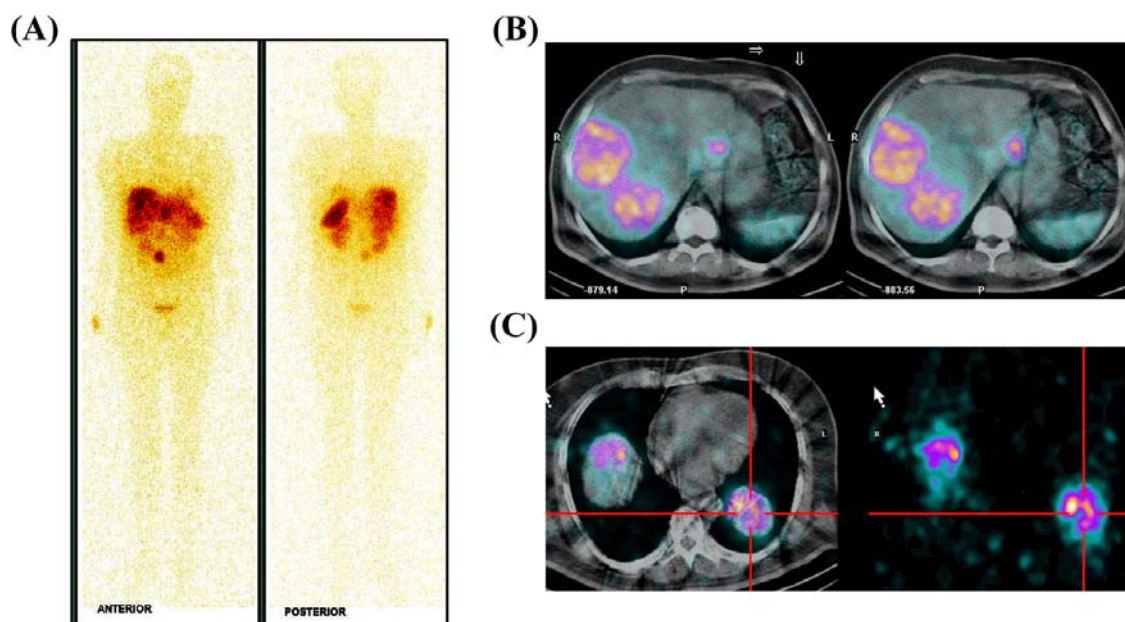 (A)
ANTERIOR
POSTERIOR
(B)
R
L
-879.14
P
R
-883.56
P
(C)
L
R